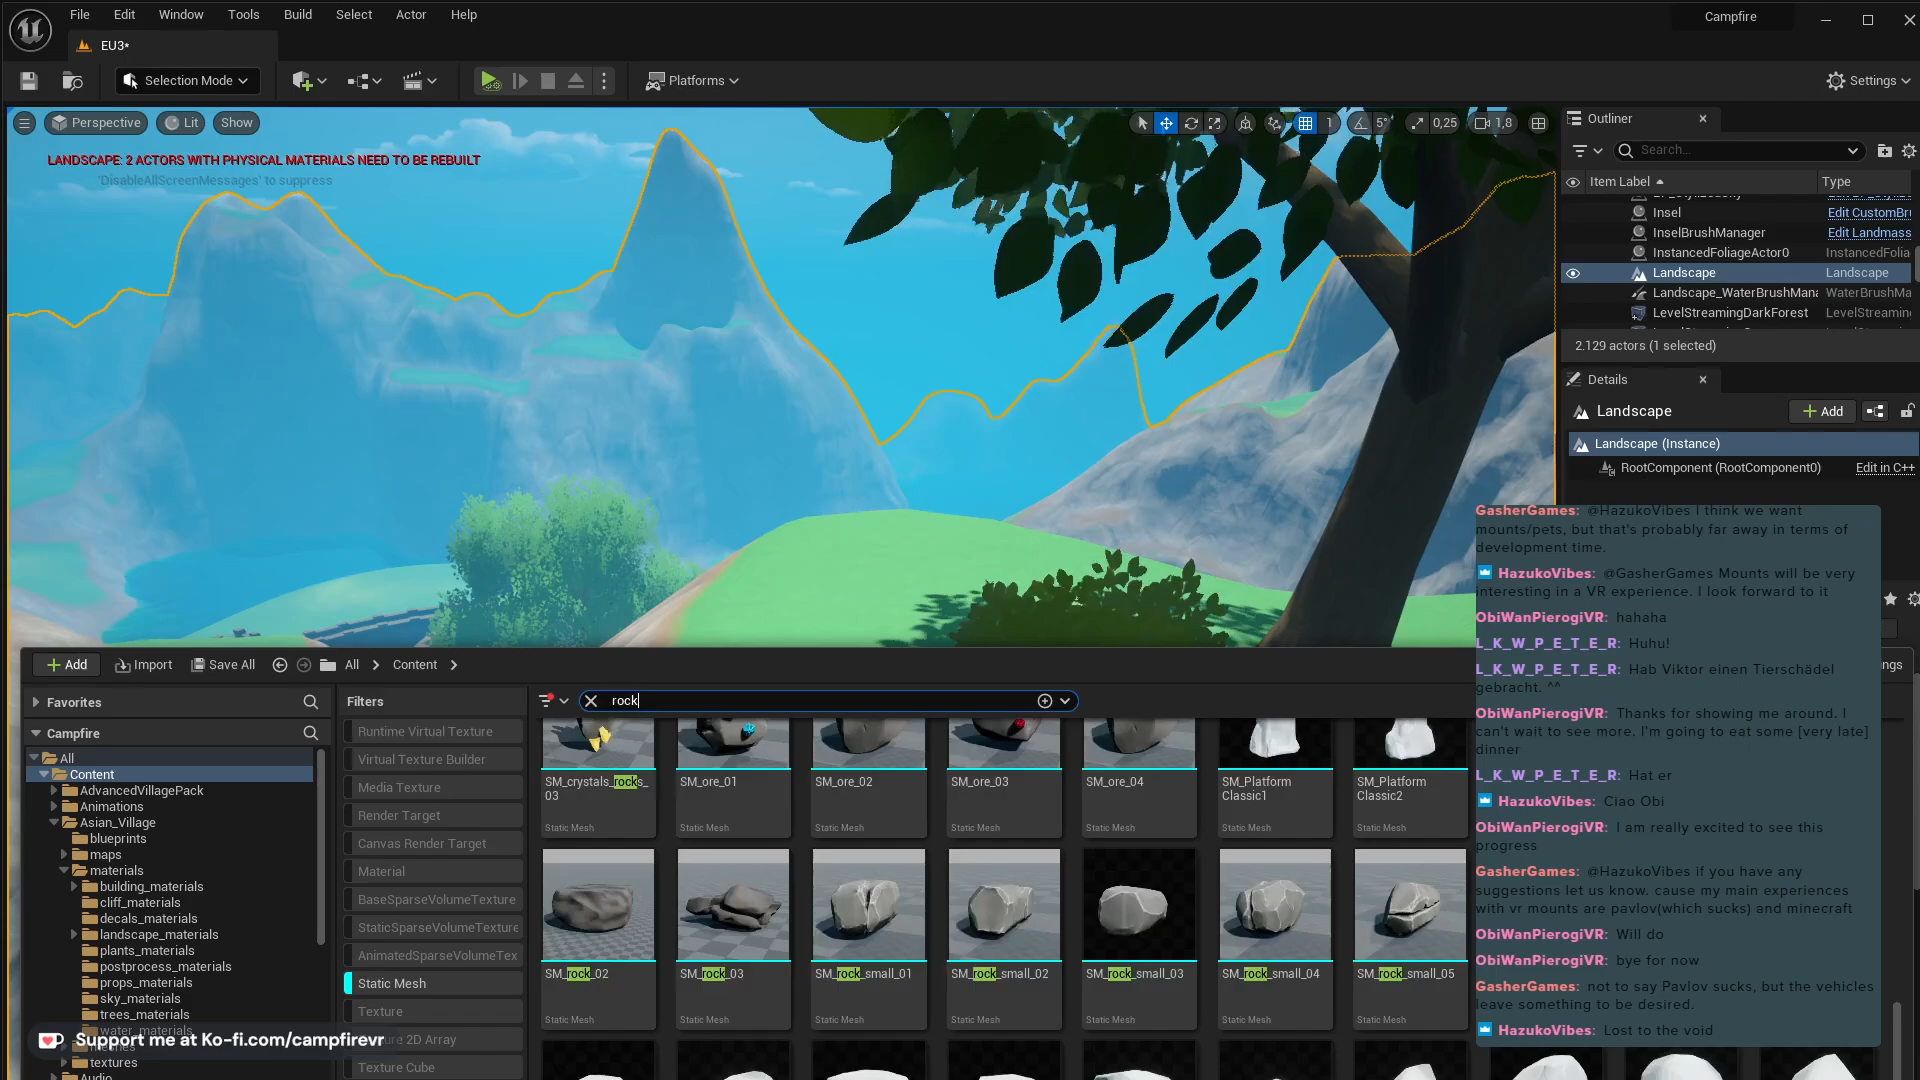 File Edit Window Tools Build Select Actor Help
Campfire
EU3*
Selection Mode
Platforms
Settings
Perspective
Lit
Show
1
5°
0,25
1,8
LANDSCAPE: 2 ACTORS WITH PHYSICAL MATERIALS NEED TO BE REBUILT
'DisableAllScreenMessages' to suppress
Outliner
Search...
Item Label
Type
Insel
Edit CustomBru
InselBrushManager
Edit Landmass
InstancedFoliageActor0
InstancedFolia
Landscape
Landscape
Landscape_WaterBrushMana
WaterBrushMa
LevelStreamingDarkForest
LevelStreaming
2.129 actors (1 selected)
Details
Landscape
Add
Landscape (Instance)
RootComponent (RootComponent0)
Edit in C++
GasherGames: @HazukoVibes I think we want
mounts/pets, but that's probably far away in terms of
development time.
HazukoVibes: @GasherGames Mounts will be very
interesting in a VR experience. I look forward to it
ObiWanPierogiVR: hahaha
L_K_W_P_E_T_E_R: Huhu!
L_K_W_P_E_T_E_R: Hab Viktor einen Tierschädel
gebracht. ^^
ObiWanPierogiVR: Thanks for showing me around. I
can't wait to see more. I'm going to eat some [very late]
dinner
L_K_W_P_E_T_E_R: Hat er
HazukoVibes: Ciao Obi
ObiWanPierogiVR: I am really excited to see this
progress
GasherGames: @HazukoVibes if you have any
suggestions let us know. cause my main experiences
with vr mounts are pavlov(which sucks) and minecraft
ObiWanPierogiVR: Will do
ObiWanPierogiVR: bye for now
GasherGames: not to say Pavlov sucks, but the vehicles
leave something to be desired.
HazukoVibes: Lost to the void
Add
Import
Save All
All
Content
ngs
Favorites
Campfire
All
Content
AdvancedVillagePack
Animations
Asian_Village
blueprints
maps
materials
building_materials
cliff_materials
decals_materials
landscape_materials
plants_materials
postprocess_materials
props_materials
sky_materials
trees_materials
water_materials
textures
Audio
Support me at Ko-fi.com/campfirevr
Filters
Runtime Virtual Texture
Virtual Texture Builder
Media Texture
Render Target
Canvas Render Target
Material
BaseSparseVolumeTexture
StaticSparseVolumeTexture
AnimatedSparseVolumeTex
Static Mesh
Texture
2D Array
Texture Cube
rock
SM_crystals_rocks_
03
Static Mesh
SM_ore_01
Static Mesh
SM_ore_02
Static Mesh
SM_ore_03
Static Mesh
SM_ore_04
Static Mesh
SM_Platform
Classic1
Static Mesh
SM_Platform
Classic2
Static Mesh
SM_rock_02
Static Mesh
SM_rock_03
Static Mesh
SM_rock_small_01
Static Mesh
SM_rock_small_02
Static Mesh
SM_rock_small_03
Static Mesh
SM_rock_small_04
Static Mesh
SM_rock_small_05
Static Mesh